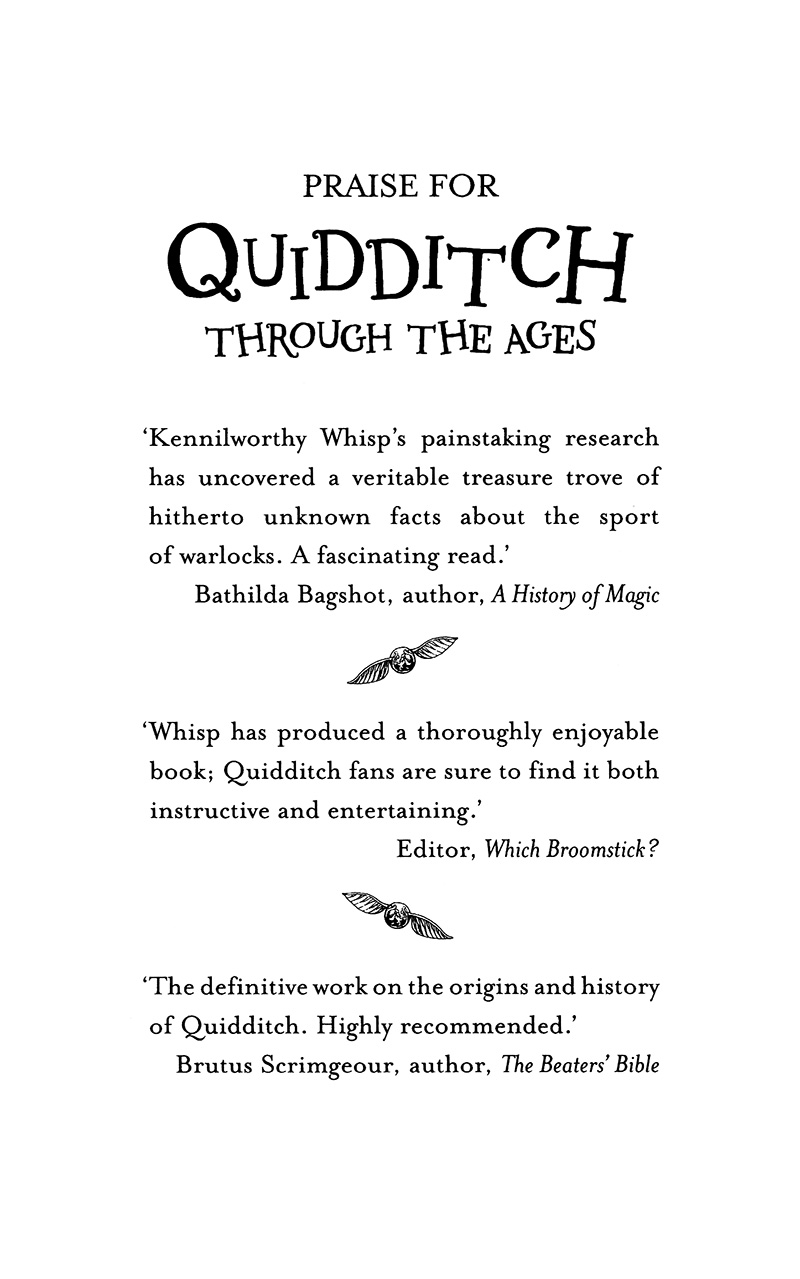 PRAISE FOR
QUIDDITCH
THROUGH THE AGES
‘Kennilworthy Whisp’s painstaking research
has uncovered a veritable treasure trove of
hitherto unknown facts about the sport
of warlocks. A fascinating read.’
Bathilda Bagshot, author, A History of Magic
‘Whisp has produced a thoroughly enjoyable
book; Quidditch fans are sure to find it both
instructive and entertaining.’
Editor, Which Broomstick?
‘The definitive work on the origins and history
of Quidditch. Highly recommended.’
Brutus Scrimgeour, author, The Beaters’ Bible